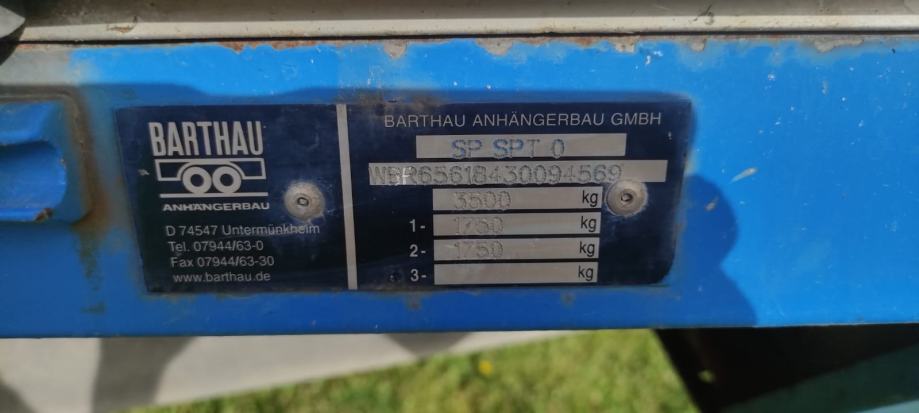 BARTHAU
ANHÄNGERBAU
D 74547 Untermünkheim
Tel. 07944/63-0
Fax 07944/63-30
www.barthau.de
BARTHAU ANHÄNGERBAU GMBH
SP SPT 0
WBR65618430094569
3500 kg
1- 1750 kg
2- 1750 kg
3- kg